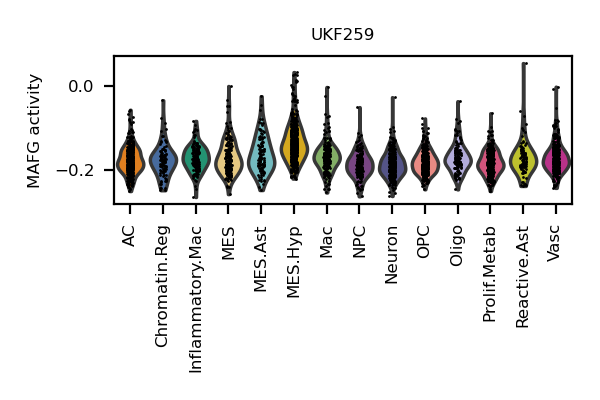 UKF259
MAFG activity
0.0
−0.2
AC
Chromatin.Reg
Inflammatory.Mac
MES
MES.Ast
MES.Hyp
Mac
NPC
Neuron
OPC
Oligo
Prolif.Metab
Reactive.Ast
Vasc